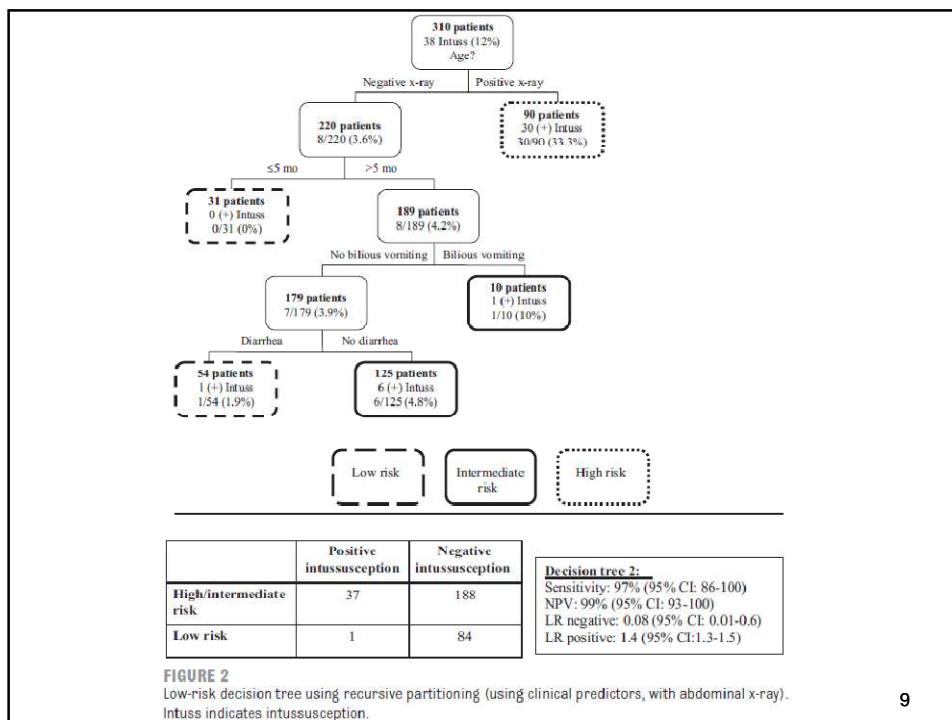 310 patients
38 Intuss (12%)
Age?
Negative x-ray
Positive x-ray
220 patients
8/220 (3.6%)
90 patients
30 (+) Intuss
30/90 (33.3%)
≤5 mo
>5 mo
31 patients
0 (+) Intuss
0/31 (0%)
189 patients
8/189 (4.2%)
No bilious vomiting
Bilious vomiting
179 patients
7/179 (3.9%)
10 patients
1 (+) Intuss
1/10 (10%)
Diarrhea
No diarrhea
54 patients
1 (+) Intuss
1/54 (1.9%)
125 patients
6 (+) Intuss
6/125 (4.8%)
Low risk
Intermediate
risk
High risk
Positive
intussusception
Negative
intussusception
High/intermediate
risk
37
188
Low risk
1
84
Decision tree 2:
Sensitivity: 97% (95% CI: 86-100)
NPV: 99% (95% CI: 93-100)
LR negative: 0.08 (95% CI: 0.01-0.6)
LR positive: 1.4 (95% CI:1.3-1.5)
FIGURE 2
Low-risk decision tree using recursive partitioning (using clinical predictors, with abdominal x-ray).
Intuss indicates intussusception.
9